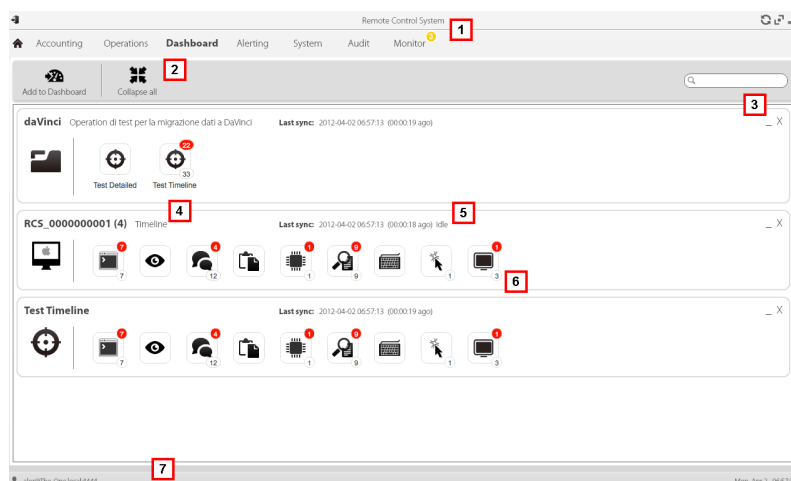 Remote Control System
1
Accounting Operations Dashboard Alerting System Audit Monitor 3
2
Add to Dashboard Collapse all
3
daVinci Operation di test per la migrazione dati a DaVinci Last sync: 2012-04-02 06:57:13 (00:00:19 ago) _ X
22
33
Test Detailed Test Timeline
4
5
RCS_0000000001 (4) Timeline Last sync: 2012-04-02 06:57:13 (00:00:18 ago) Idle _ X
7 4 1 9 1
7 12 1 9 1 3
6
Test Timeline Last sync: 2012-04-02 06:57:13 (00:00:19 ago) _ X
7 4 1 9 1
7 12 1 9 1 3
7